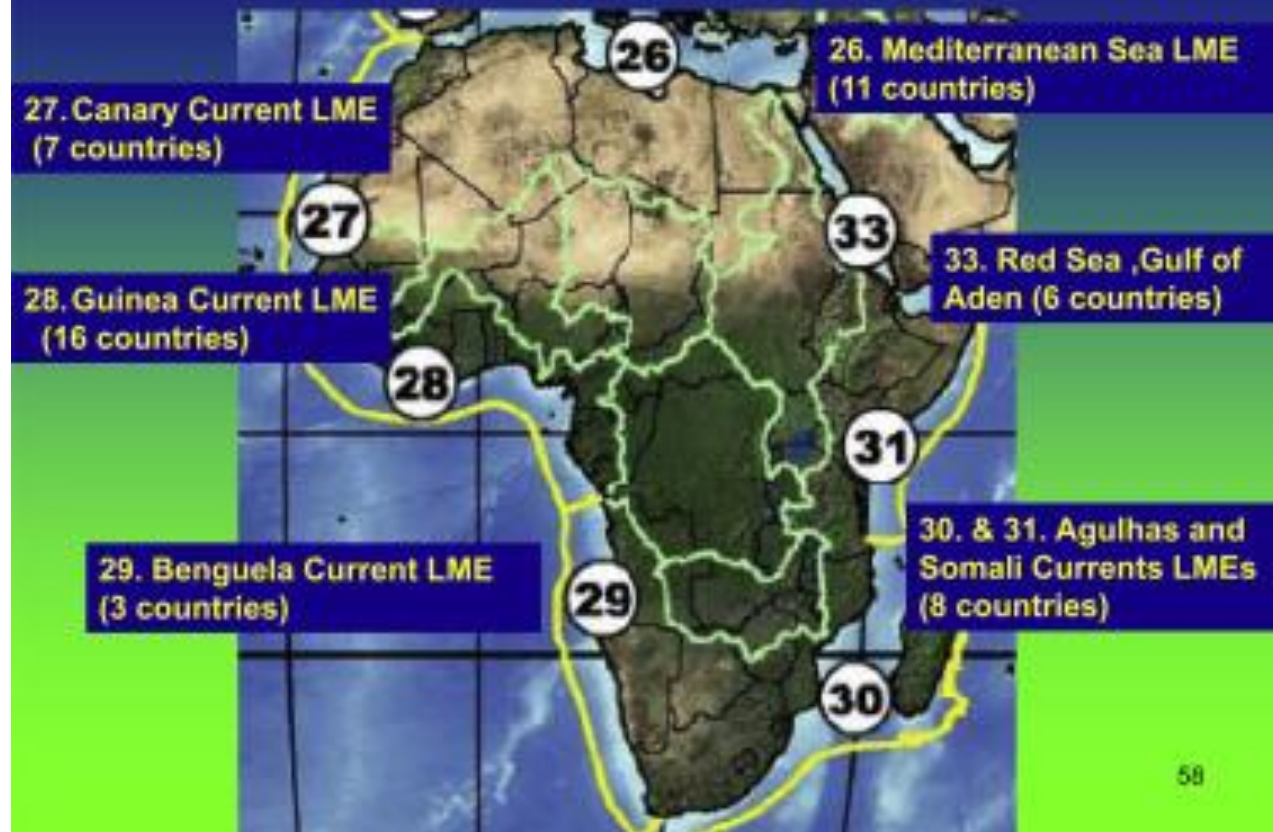 26
26. Mediterranean Sea LME
(11 countries)
27. Canary Current LME
(7 countries)
27
33
33. Red Sea ,Gulf of
Aden (6 countries)
28. Guinea Current LME
(16 countries)
28
31
30. & 31. Agulhas and
Somali Currents LMEs
(8 countries)
29. Benguela Current LME
(3 countries)
29
30
58